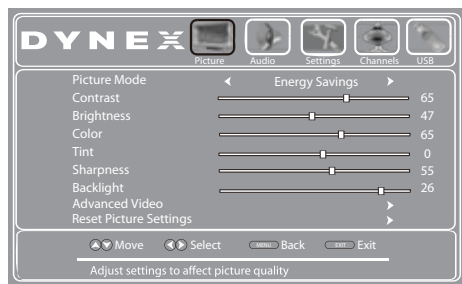 DYNEX
Picture Audio Settings Channels USB
Picture Mode Energy Savings
Contrast 65
Brightness 47
Color 65
Tint 0
Sharpness 55
Backlight 26
Advanced Video
Reset Picture Settings
Move Select MENU Back EXIT Exit
Adjust settings to affect picture quality